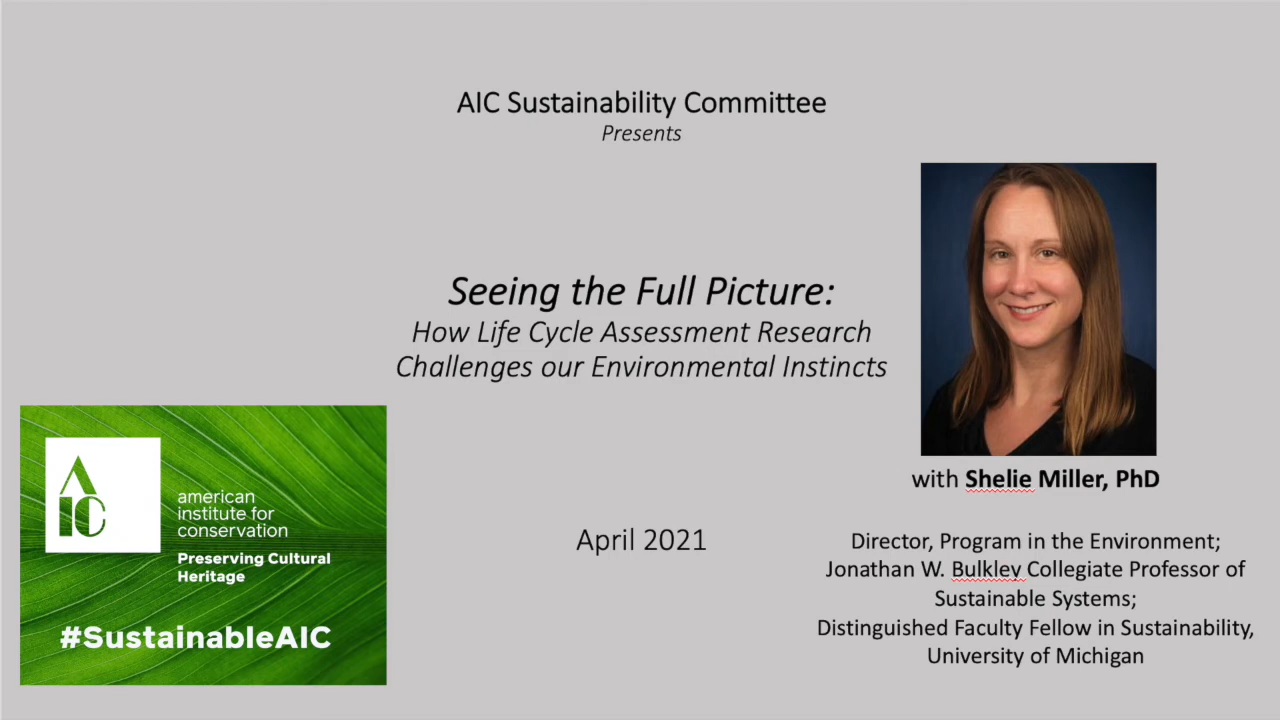 AIC Sustainability Committee
Presents
Seeing the Full Picture:
How Life Cycle Assessment Research
Challenges our Environmental Instincts
April 2021
with Shelie Miller, PhD
Director, Program in the Environment;
Jonathan W. Bulkley Collegiate Professor of
Sustainable Systems;
Distinguished Faculty Fellow in Sustainability,
University of Michigan
AIC
american
institute for
conservation
Preserving Cultural
Heritage
#SustainableAIC